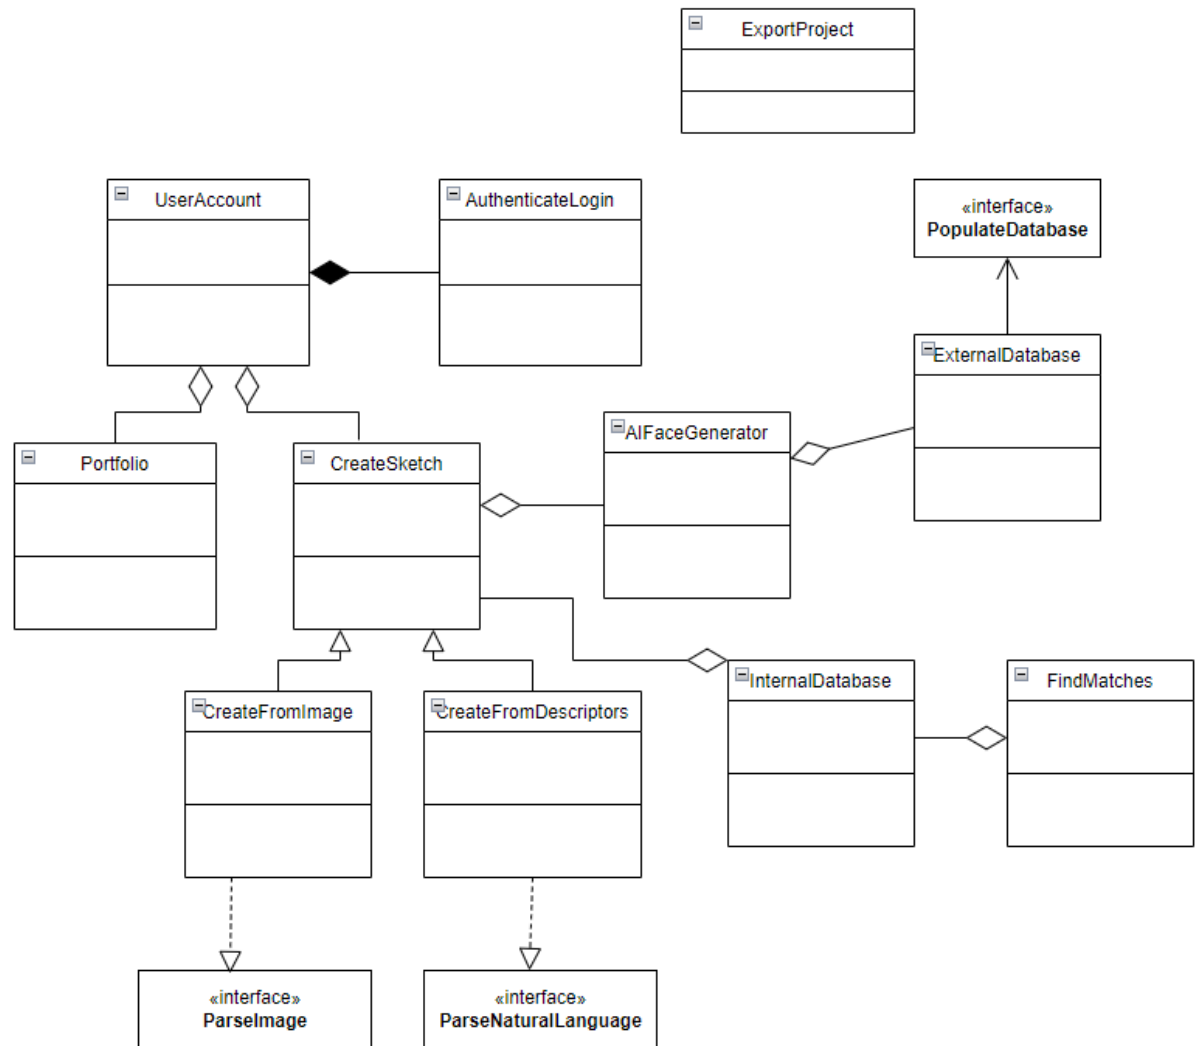 ExportProject
UserAccount
AuthenticateLogin
«interface»
PopulateDatabase
ExternalDatabase
AIFaceGenerator
Portfolio
CreateSketch
InternalDatabase
FindMatches
CreateFromImage
CreateFromDescriptors
«interface»
ParseImage
«interface»
ParseNaturalLanguage